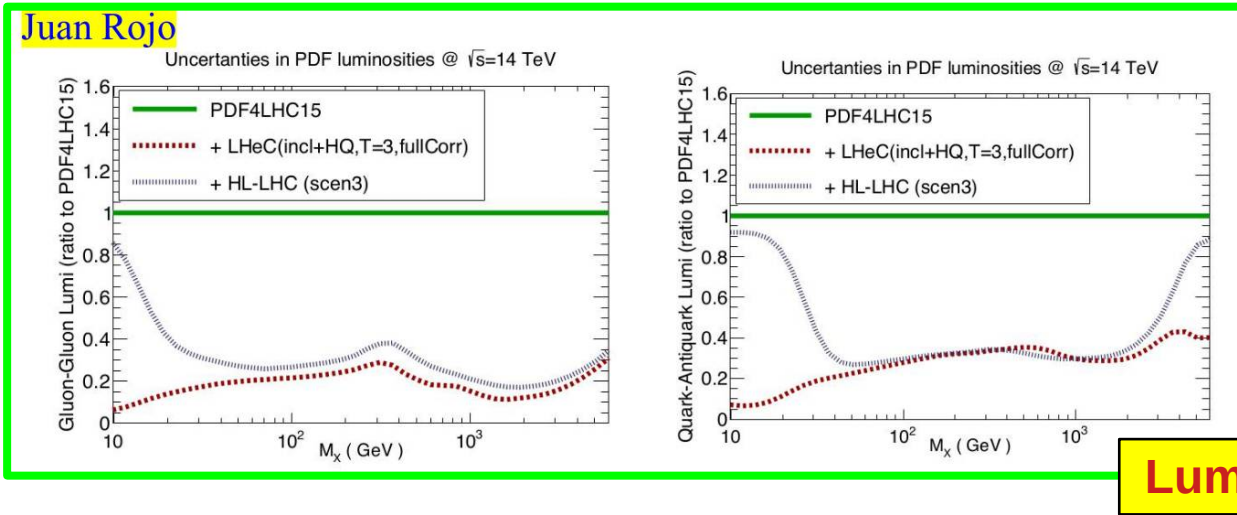 Juan Rojo
Uncertanties in PDF luminosities @ √s=14 TeV
Gluon-Gluon Lumi (ratio to PDF4LHC15)
1.6
1.4
1.2
1
0.8
0.6
0.4
0.2
0
PDF4LHC15
+ LHeC(incl+HQ,T=3,fullCorr)
+ HL-LHC (scen3)
10
10²
10³
M_X ( GeV )
Uncertanties in PDF luminosities @ √s=14 TeV
Quark-Antiquark Lumi (ratio to PDF4LHC15)
1.6
1.4
1.2
1
0.8
0.6
0.4
0.2
0
PDF4LHC15
+ LHeC(incl+HQ,T=3,fullCorr)
+ HL-LHC (scen3)
10
10²
10³
M_X ( GeV )
Lum